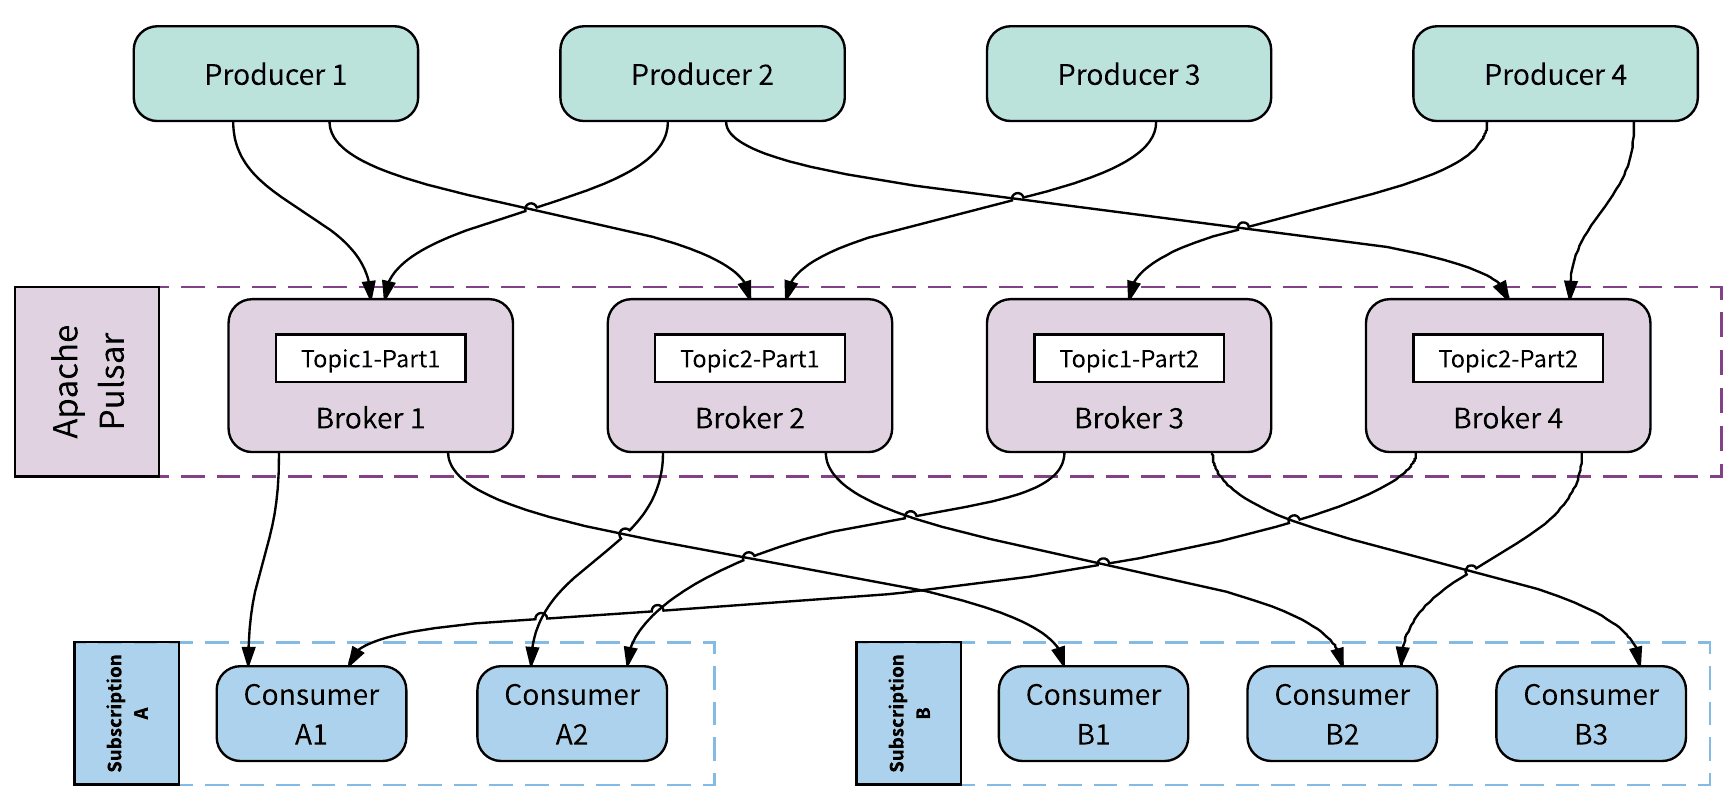 Producer 1
Producer 2
Producer 3
Producer 4
Apache
Pulsar
Topic1-Part1
Broker 1
Topic2-Part1
Broker 2
Topic1-Part2
Broker 3
Topic2-Part2
Broker 4
Subscription
A
Consumer
A1
Consumer
A2
Subscription
B
Consumer
B1
Consumer
B2
Consumer
B3